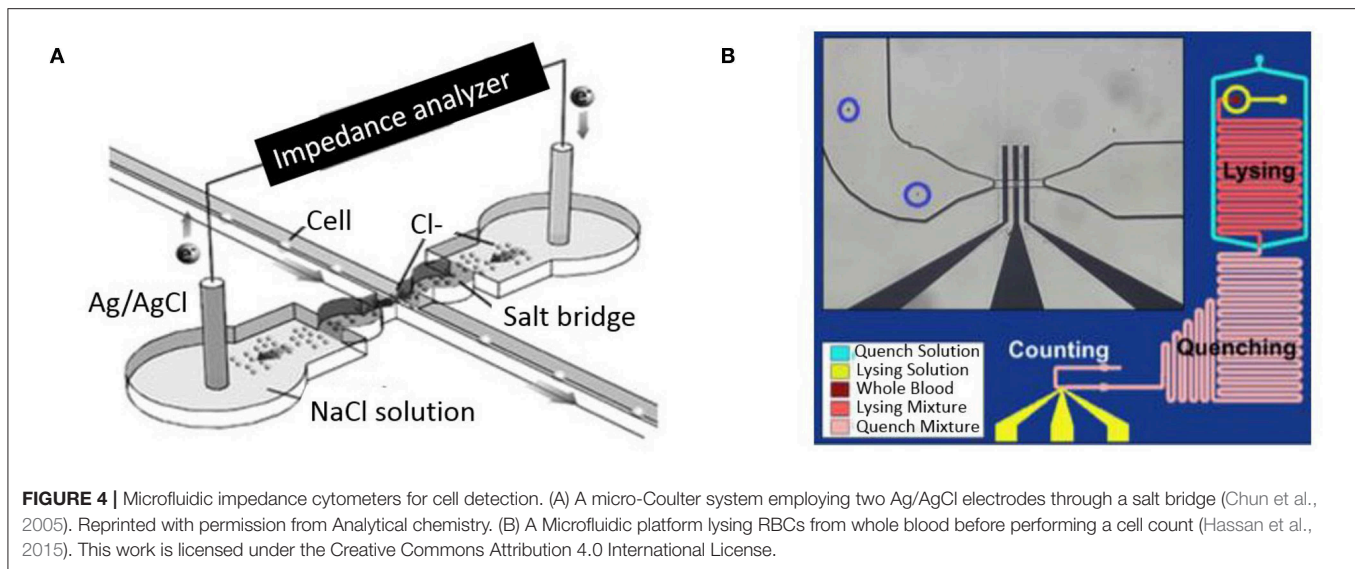 A
Impedance analyzer
e-
e-
Cell
Cl-
Ag/AgCl
Salt bridge
NaCl solution
B
Lysing
Counting
Quenching
Quench Solution
Lysing Solution
Whole Blood
Lysing Mixture
Quench Mixture
FIGURE 4 | Microfluidic impedance cytometers for cell detection. (A) A micro-Coulter system employing two Ag/AgCl electrodes through a salt bridge (Chun et al.,
2005). Reprinted with permission from Analytical chemistry. (B) A Microfluidic platform lysing RBCs from whole blood before performing a cell count (Hassan et al.,
2015). This work is licensed under the Creative Commons Attribution 4.0 International License.